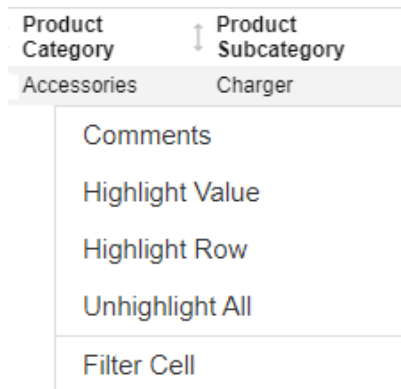 Product Category
Product Subcategory
Accessories Charger
Comments
Highlight Value
Highlight Row
Unhighlight All
Filter Cell